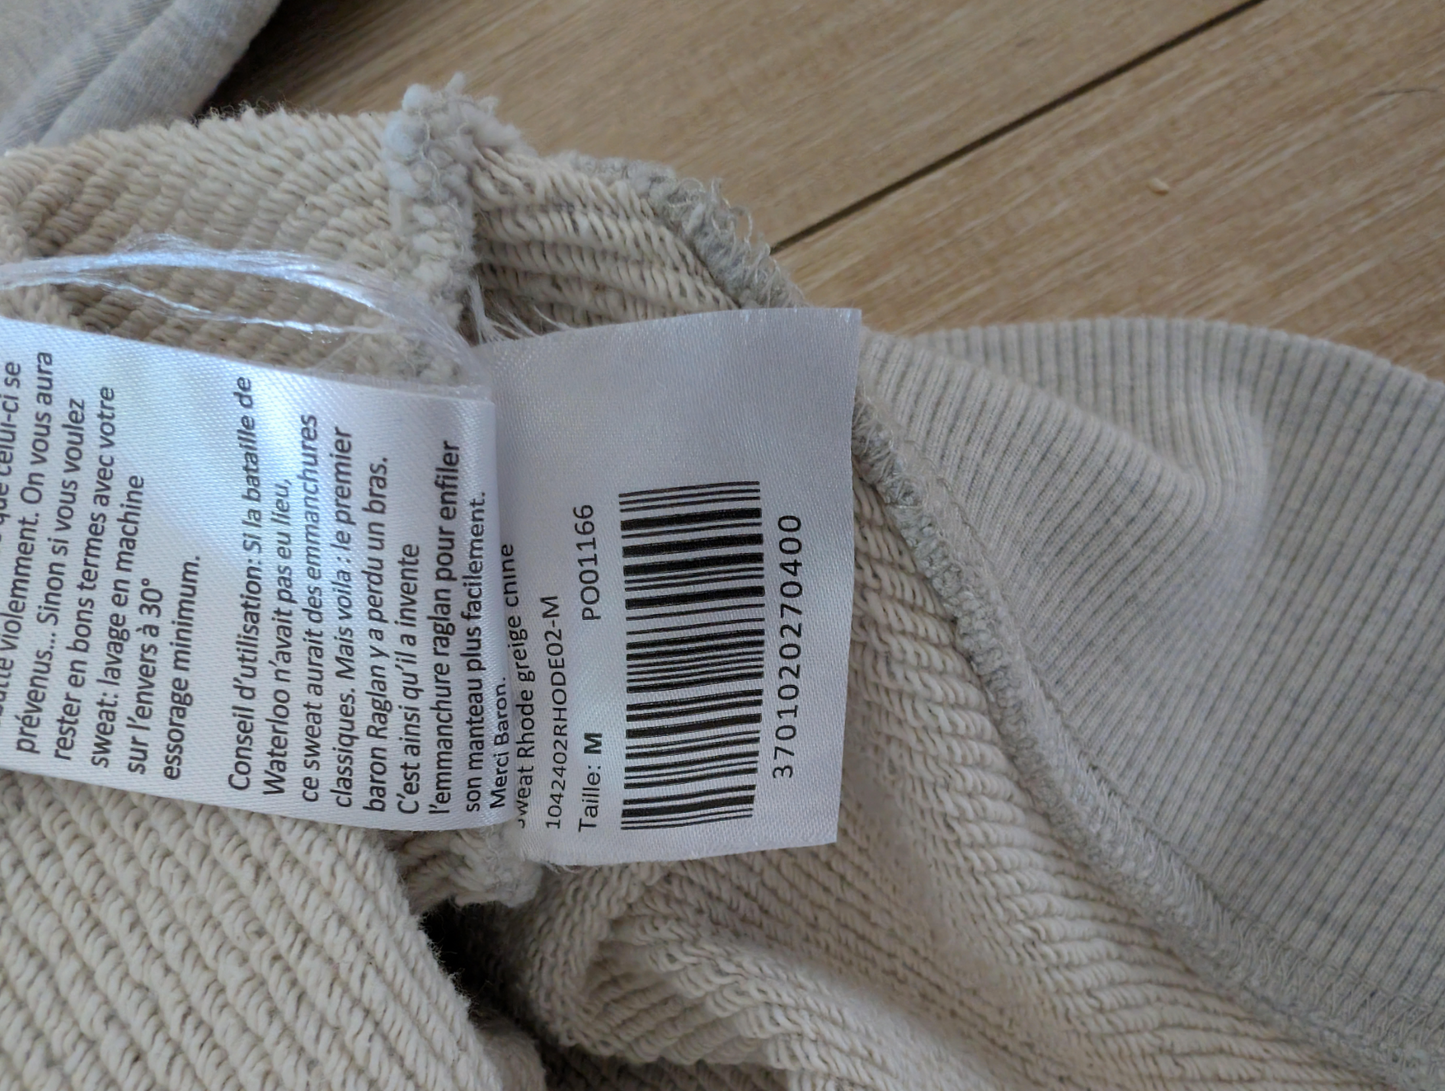 que celui-ci se
violemment. On vous aura
prévenus... Sinon si vous voulez
rester en bons termes avec votre
sweat: lavage en machine
sur l'envers à 30°
essorage minimum.
Conseil d'utilisation: Si la bataille de
Waterloo n'avait pas eu lieu,
ce sweat aurait des emmanchures
classiques. Mais voila : le premier
baron Raglan y a perdu un bras.
C'est ainsi qu'il a invente
l'emmanchure raglan pour enfiler
son manteau plus facilement.
Merci Baron.
sweat Rhode greige chine
1042402RHODE02-M
Taille: M PO01166
3701020270400